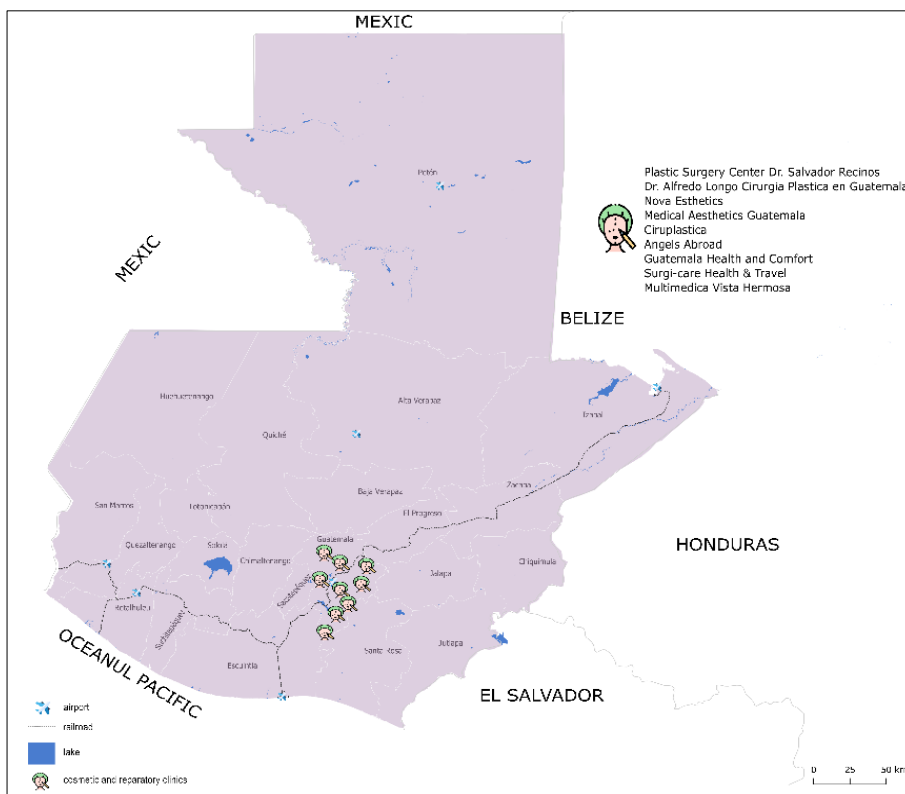 MEXIC
Plastic Surgery Center Dr. Salvador Recinos
Dr. Alfredo Longo Cirurgia Plastica en Guatemala
Nova Esthetics
Medical Aesthetics Guatemala
Ciruplastica
Angels Abroad
Guatemala Health and Comfort
Surgi-care Health & Travel
Multimedica Vista Hermosa
Petén
MEXIC
BELIZE
Huehuetenango
Alta Verapaz
Izabal
Quiché
Baja Verapaz
Zacapa
San Marcos
Totonicapán
El Progreso
Quezaltenango
Sololá
Chimaltenango
Guatemala
HONDURAS
Chiquimula
Jalapa
Sacatepéquez
Retalhuleu
Suchitepéquez
Santa Rosa
Jutiapa
Escuintla
OCEANUL PACIFIC
EL SALVADOR
airport
railroad
lake
cosmetic and reparatory clinics
0 25 50 km